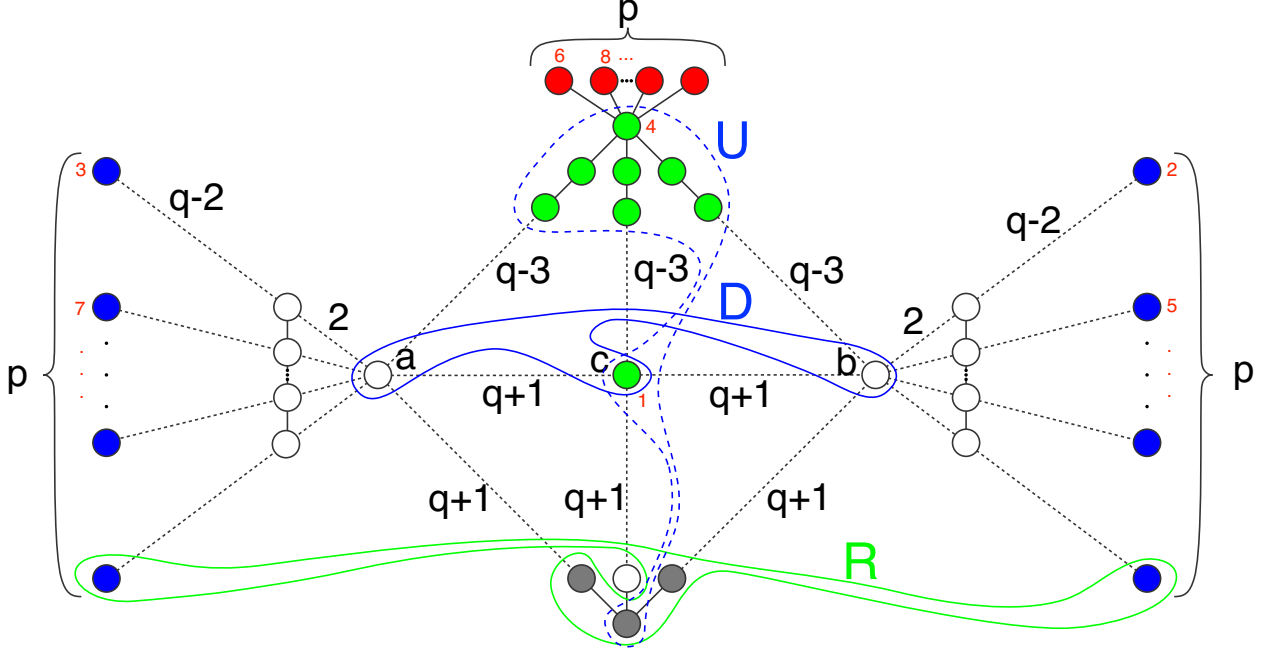 p
6 8 ...
4 U
3 2
q-2 q-2
q-3 q-3 q-3
7 2 D 2 5
a c b
p q+1 1 q+1 p
q+1 q+1 q+1
R